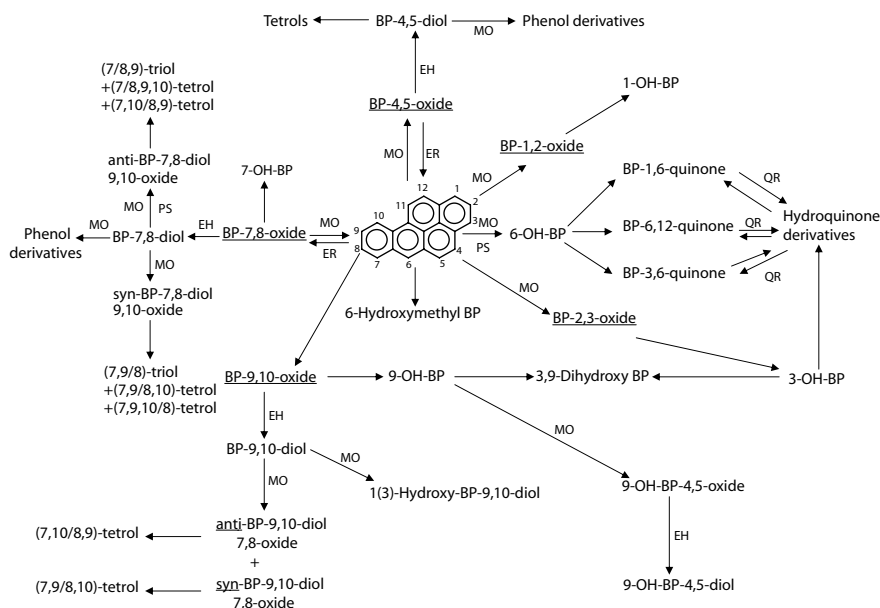 Tetrols
BP-4,5-diol
MO
Phenol derivatives
EH
(7/8,9)-triol
+(7/8,9,10)-tetrol
+(7,10/8,9)-tetrol
BP-4,5-oxide
1-OH-BP
MO
ER
BP-1,2-oxide
MO
anti-BP-7,8-diol
9,10-oxide
7-OH-BP
BP-1,6-quinone
QR
12
1
11
2
10
3
9
8
7
6
5
4
MO
PS
MO
Phenol
derivatives
BP-7,8-diol
EH
BP-7,8-oxide
MO
ER
MO
PS
6-OH-BP
BP-6,12-quinone
QR
Hydroquinone
derivatives
BP-3,6-quinone
QR
MO
syn-BP-7,8-diol
9,10-oxide
6-Hydroxymethyl BP
MO
BP-2,3-oxide
(7,9/8)-triol
+(7,9/8,10)-tetrol
+(7,9,10/8)-tetrol
BP-9,10-oxide
9-OH-BP
3,9-Dihydroxy BP
3-OH-BP
EH
MO
BP-9,10-diol
MO
1(3)-Hydroxy-BP-9,10-diol
9-OH-BP-4,5-oxide
(7,10/8,9)-tetrol
anti-BP-9,10-diol
7,8-oxide
+
EH
(7,9/8,10)-tetrol
syn-BP-9,10-diol
7,8-oxide
9-OH-BP-4,5-diol